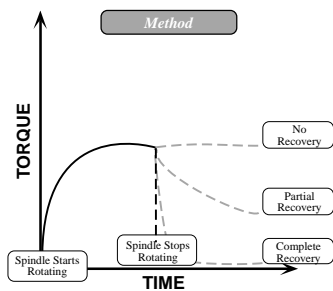 Method
TORQUE
No
Recovery
Partial
Recovery
Spindle Starts
Rotating
Spindle Stops
Rotating
Complete
Recovery
TIME